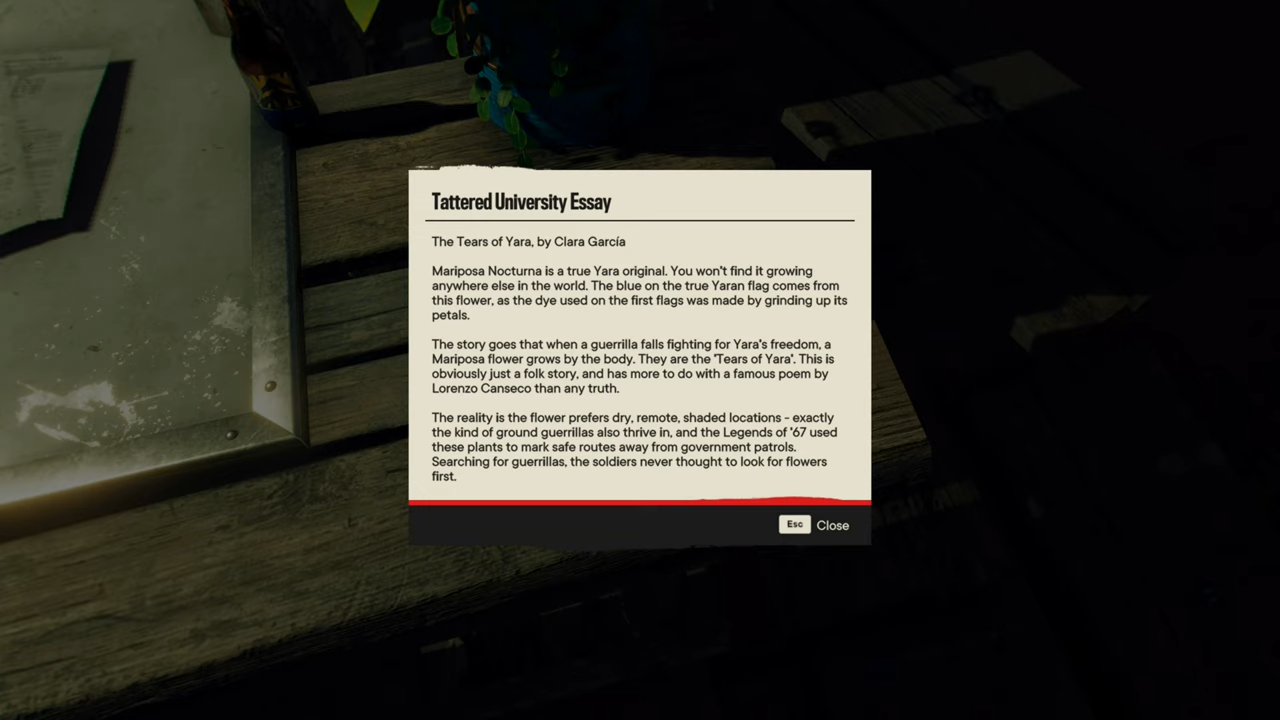 Tattered University Essay
The Tears of Yara, by Clara García
Mariposa Nocturna is a true Yara original. You won't find it growing
anywhere else in the world. The blue on the true Yaran flag comes from
this flower, as the dye used on the first flags was made by grinding up its
petals.
The story goes that when a guerrilla falls fighting for Yara's freedom, a
Mariposa flower grows by the body. They are the 'Tears of Yara'. This is
obviously just a folk story, and has more to do with a famous poem by
Lorenzo Canseco than any truth.
The reality is the flower prefers dry, remote, shaded locations - exactly
the kind of ground guerrillas also thrive in, and the Legends of '67 used
these plants to mark safe routes away from government patrols.
Searching for guerrillas, the soldiers never thought to look for flowers
first.
Esc Close